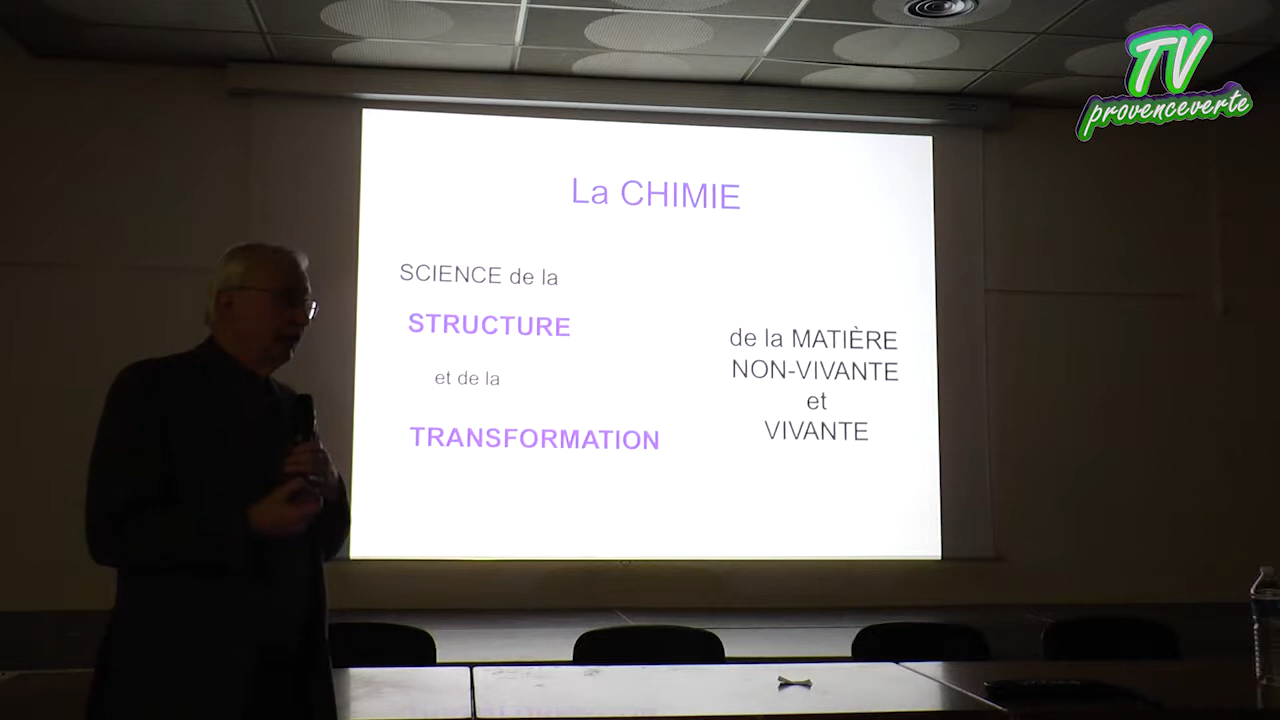 TV
provenceverte
La CHIMIE
SCIENCE de la
STRUCTURE
et de la
TRANSFORMATION
de la MATIÈRE
NON-VIVANTE
et
VIVANTE